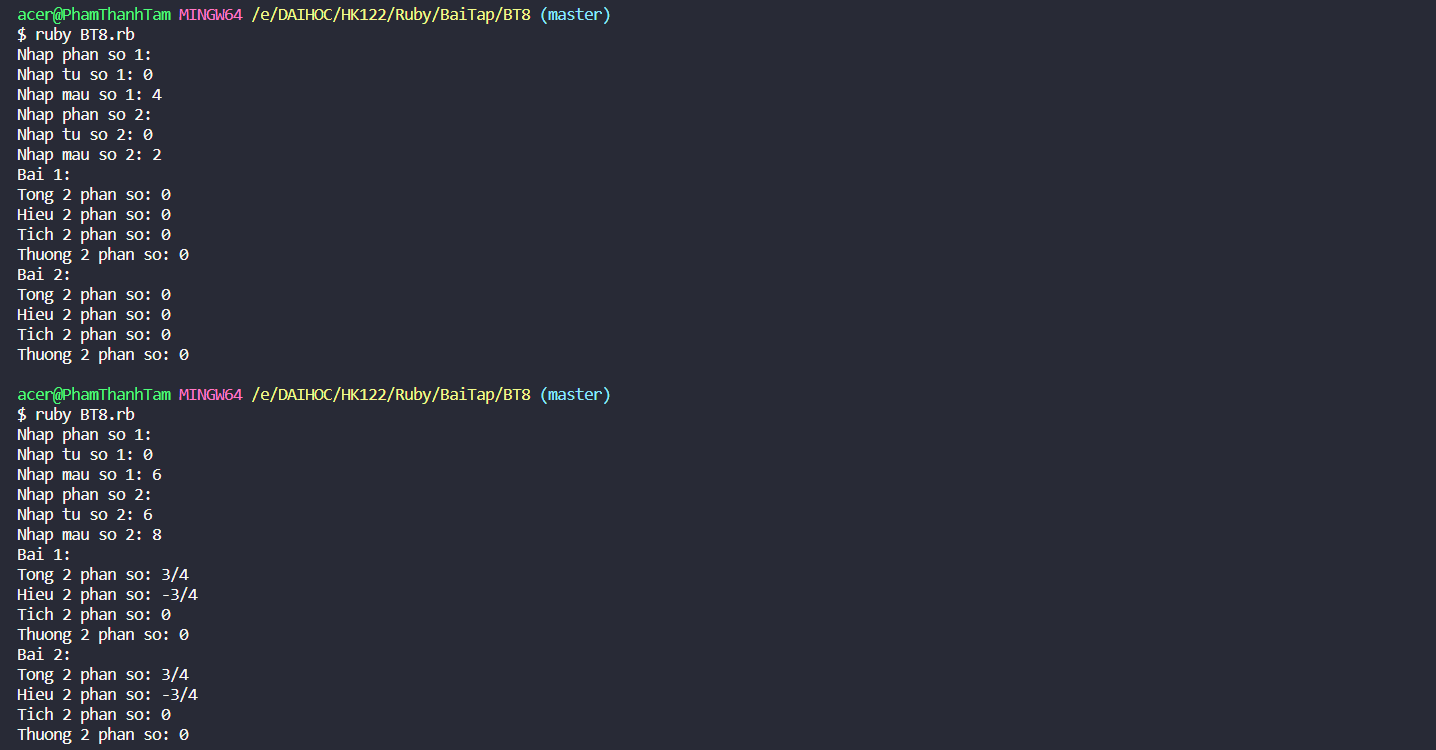 acer@PhamThanhTam MINGW64 /e/DAIHOC/HK122/Ruby/BaiTap/BT8 (master)
$ ruby BT8.rb
Nhap phan so 1:
Nhap tu so 1: 0
Nhap mau so 1: 4
Nhap phan so 2:
Nhap tu so 2: 0
Nhap mau so 2: 2
Bai 1:
Tong 2 phan so: 0
Hieu 2 phan so: 0
Tich 2 phan so: 0
Thuong 2 phan so: 0
Bai 2:
Tong 2 phan so: 0
Hieu 2 phan so: 0
Tich 2 phan so: 0
Thuong 2 phan so: 0
acer@PhamThanhTam MINGW64 /e/DAIHOC/HK122/Ruby/BaiTap/BT8 (master)
$ ruby BT8.rb
Nhap phan so 1:
Nhap tu so 1: 0
Nhap mau so 1: 6
Nhap phan so 2:
Nhap tu so 2: 6
Nhap mau so 2: 8
Bai 1:
Tong 2 phan so: 3/4
Hieu 2 phan so: -3/4
Tich 2 phan so: 0
Thuong 2 phan so: 0
Bai 2:
Tong 2 phan so: 3/4
Hieu 2 phan so: -3/4
Tich 2 phan so: 0
Thuong 2 phan so: 0